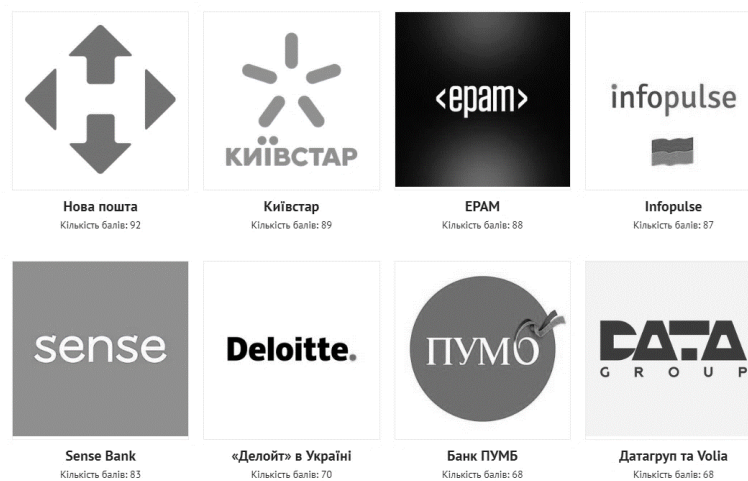 КИЇВСТАР
<epam>
infopulse
Нова пошта
Київстар
EPAM
Infopulse
Кількість балів: 92
Кількість балів: 89
Кількість балів: 88
Кількість балів: 87
sense
Deloitte.
ПУМБ
DATA
GROUP
Sense Bank
«Делойт» в Україні
Банк ПУМБ
Датагруп та Volia
Кількість балів: 83
Кількість балів: 70
Кількість балів: 68
Кількість балів: 68